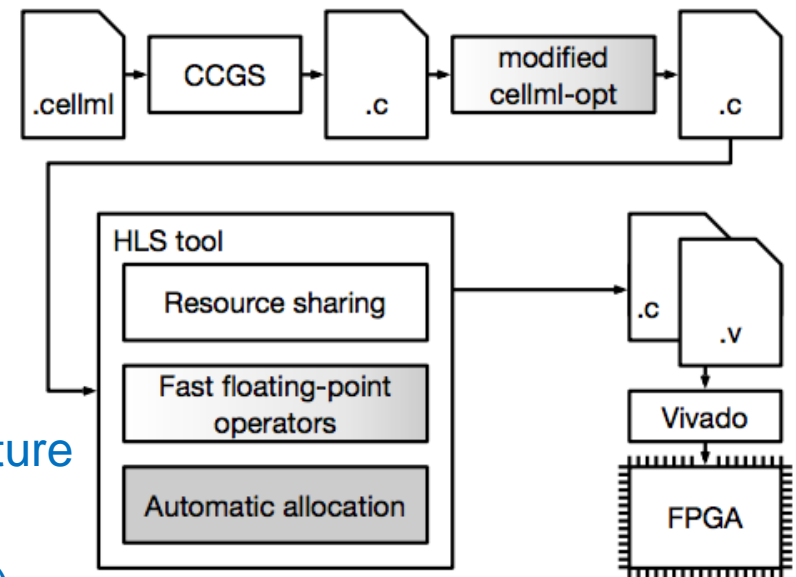 .cellml
CCGS
.c
modified
cellml-opt
.c
HLS tool
Resource sharing
Fast floating-point
operators
Automatic allocation
.c
.v
Vivado
FPGA
ture
)